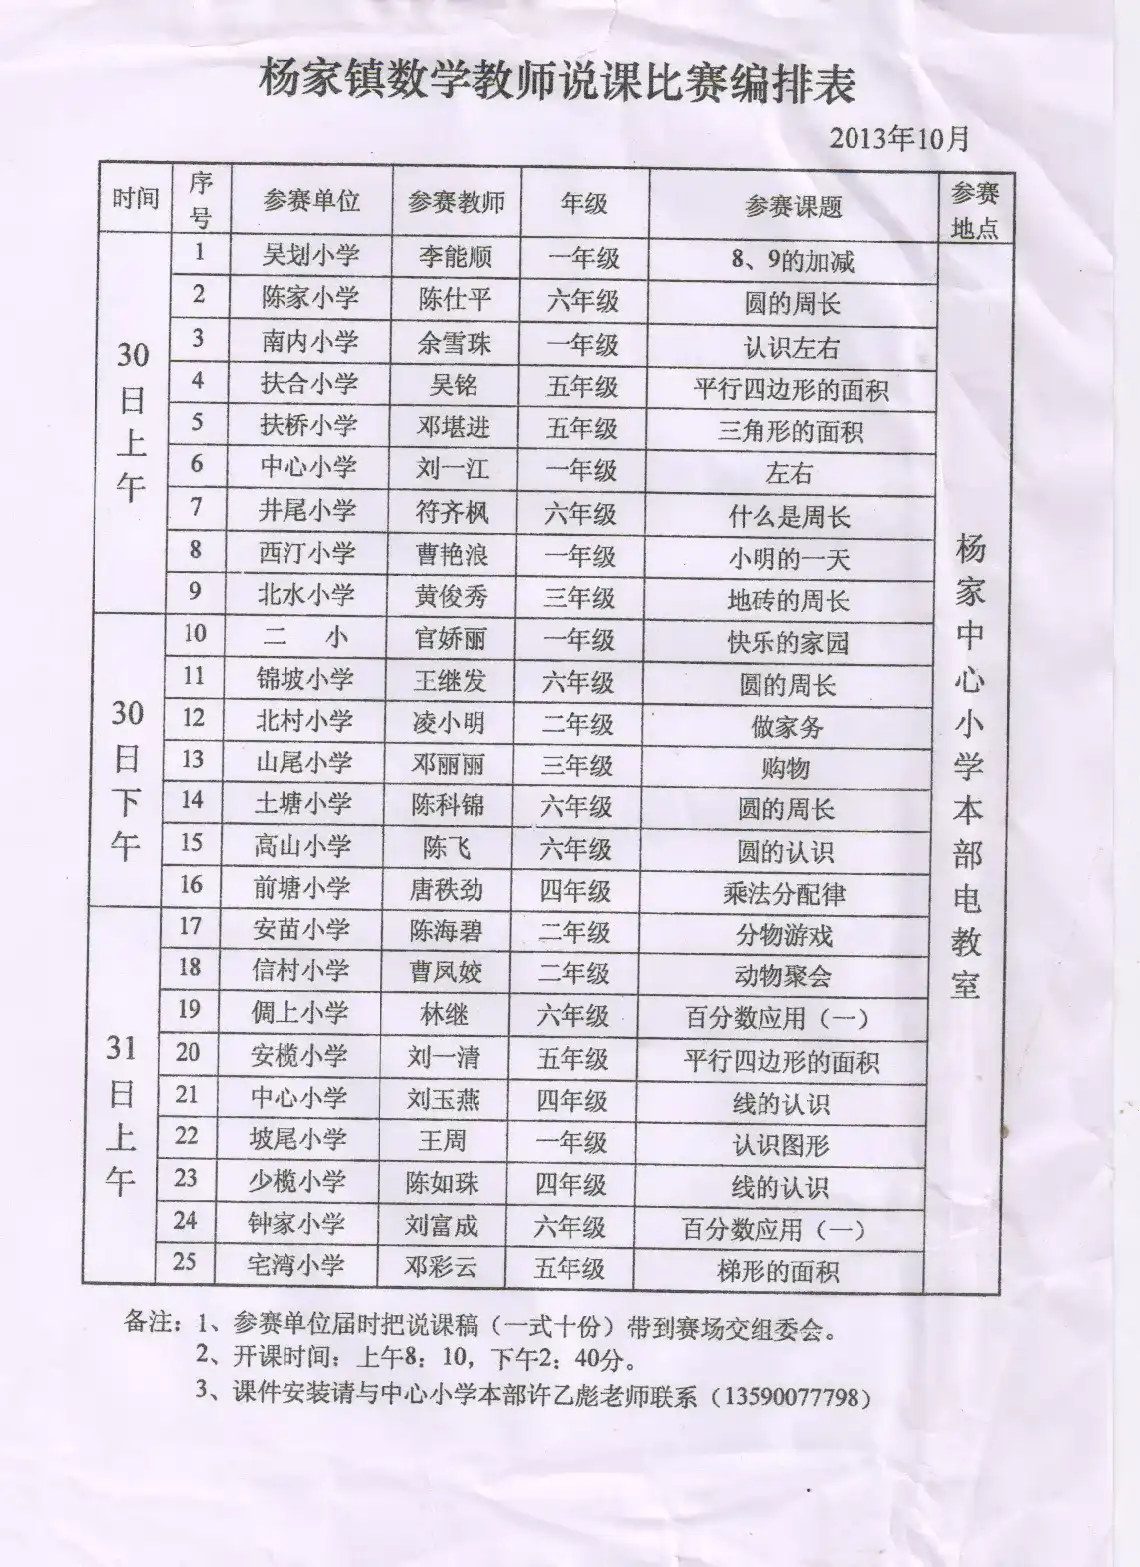 杨家镇数学教师说课比赛编排表
2013年10月
时间 序号 参赛单位 参赛教师 年级 参赛课题 参赛地点
30日上午
1 吴划小学 李能顺 一年级 8、9的加减
2 陈家小学 陈仕平 六年级 圆的周长
3 南内小学 余雪珠 一年级 认识左右
4 扶合小学 吴铭 五年级 平行四边形的面积
5 扶桥小学 邓堪进 五年级 三角形的面积
6 中心小学 刘一江 一年级 左右
7 井尾小学 符齐枫 六年级 什么是周长
8 西汀小学 曹艳浪 一年级 小明的一天
9 北水小学 黄俊秀 三年级 地砖的周长
30日下午
10 二 小 官娇丽 一年级 快乐的家园
11 锦坡小学 王继发 六年级 圆的周长
12 北村小学 凌小明 二年级 做家务
13 山尾小学 邓丽丽 三年级 购物
14 土塘小学 陈科锦 六年级 圆的周长
15 高山小学 陈飞 六年级 圆的认识
16 前塘小学 唐秩劲 四年级 乘法分配律
31日上午
17 安苗小学 陈海碧 二年级 分物游戏
18 信村小学 曹凤姣 二年级 动物聚会
19 倜上小学 林继 六年级 百分数应用（一）
20 安榄小学 刘一清 五年级 平行四边形的面积
21 中心小学 刘玉燕 四年级 线的认识
22 坡尾小学 王周 一年级 认识图形
23 少榄小学 陈如珠 四年级 线的认识
24 钟家小学 刘富成 六年级 百分数应用（一）
25 宅湾小学 邓彩云 五年级 梯形的面积
杨家中心小学本部电教室
备注：1、参赛单位届时把说课稿（一式十份）带到赛场交组委会。
2、开课时间：上午8：10，下午2：40分。
3、课件安装请与中心小学本部许乙彪老师联系（13590077798）